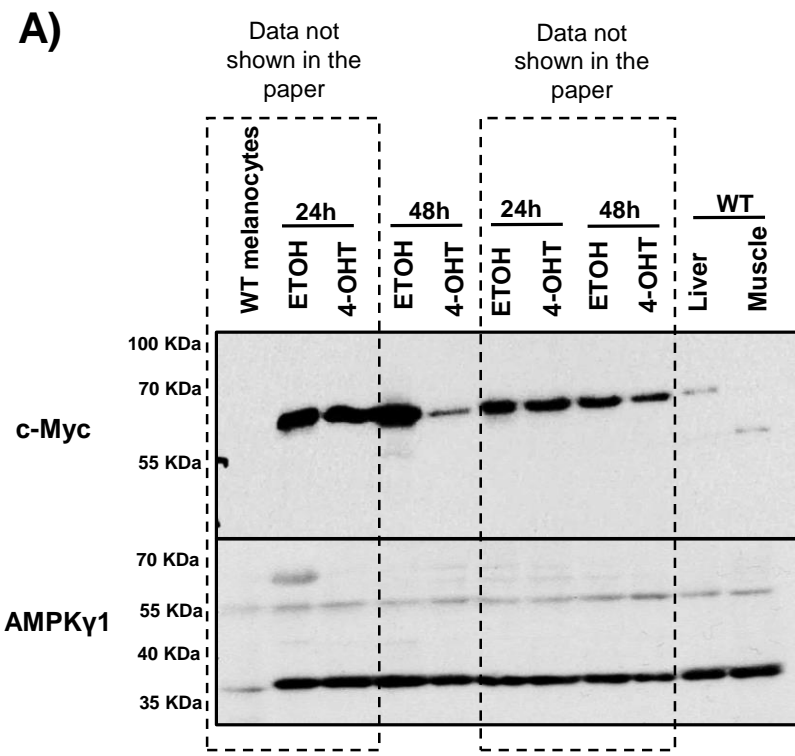 A)
Data not
shown in the
paper
Data not
shown in the
paper
WT melanocytes
24h
ETOH
4-OHT
48h
ETOH
4-OHT
24h
ETOH
4-OHT
48h
ETOH
4-OHT
WT
Liver
Muscle
c-Myc
100 KDa
70 KDa
55 KDa
AMPKγ1
70 KDa
55 KDa
40 KDa
35 KDa